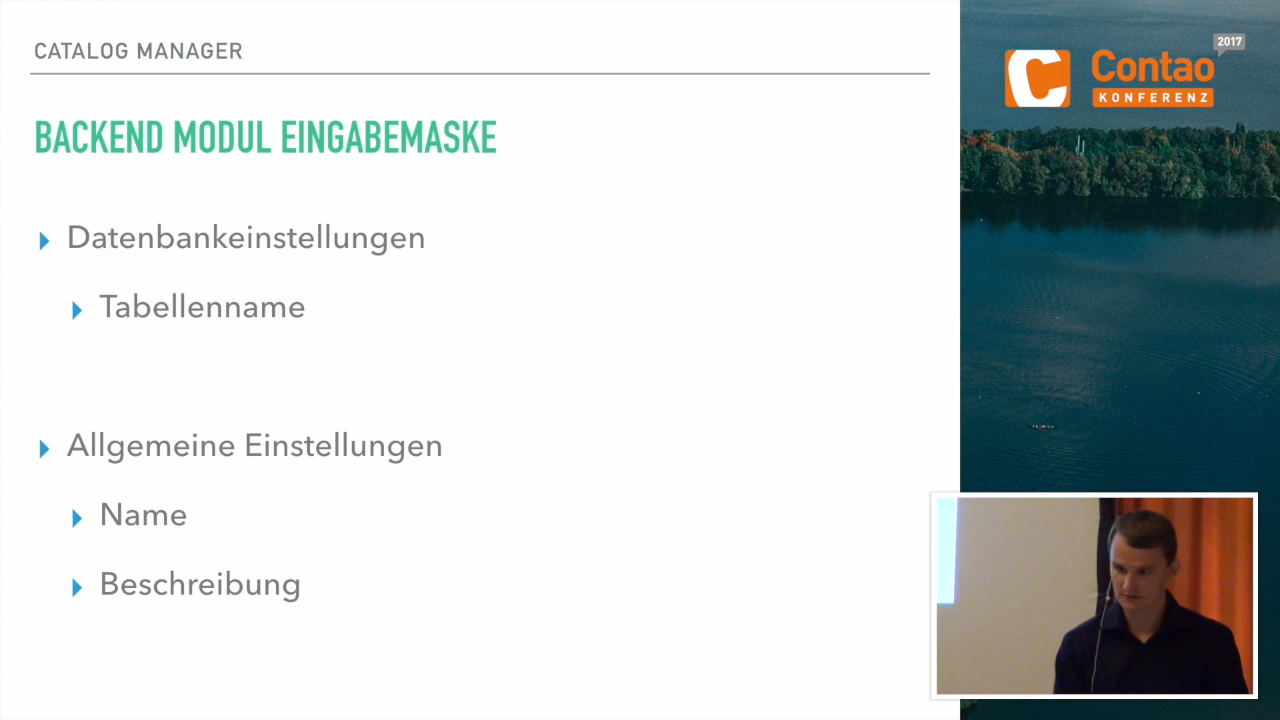 CATALOG MANAGER
BACKEND MODUL EINGABEMASKE
Datenbankeinstellungen
Tabellenname
Allgemeine Einstellungen
Name
Beschreibung
2017
Contao
KONFERENZ